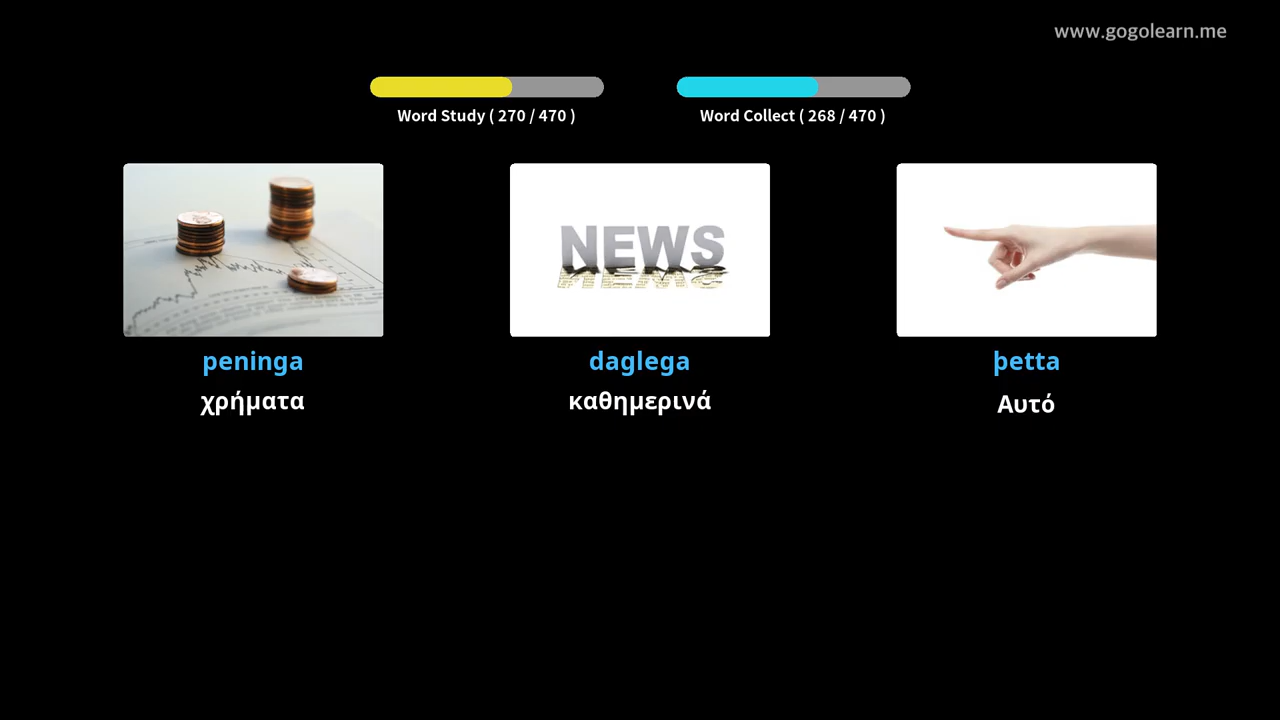 www.gogolearn.me
Word Study ( 270 / 470 )
Word Collect ( 268 / 470 )
NEWS
peninga
daglega
þetta
χρήματα
καθημερινά
Αυτό